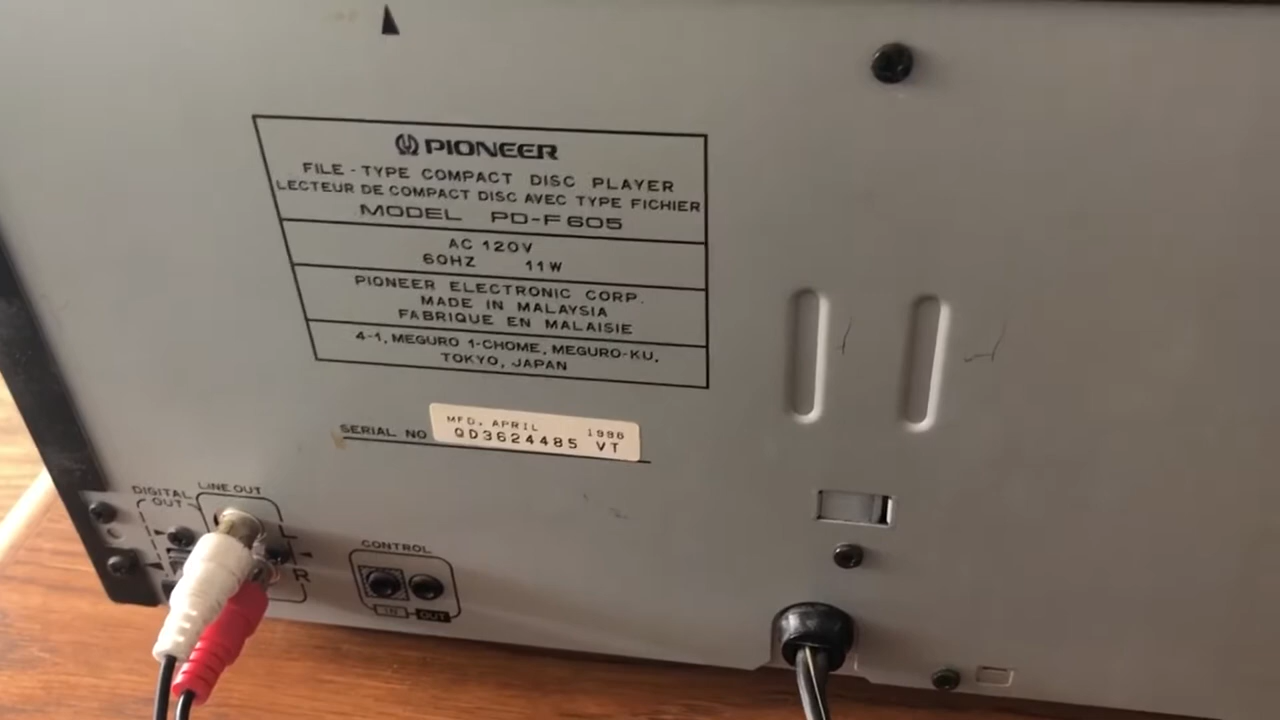 PIONEER
FILE-TYPE COMPACT DISC PLAYER
LECTEUR DE COMPACT DISC AVEC TYPE FICHIER
MODEL PD-F605
AC 120V
60HZ 11W
PIONEER ELECTRONIC CORP.
MADE IN MALAYSIA
FABRIQUE EN MALAISIE
4-1, MEGURO 1-CHOME, MEGURO-KU,
TOKYO, JAPAN
MFD. APRIL
SERIAL NO QD3624485 VT
DIGITAL OUT
LINE OUT
L
R
CONTROL
IN OUT